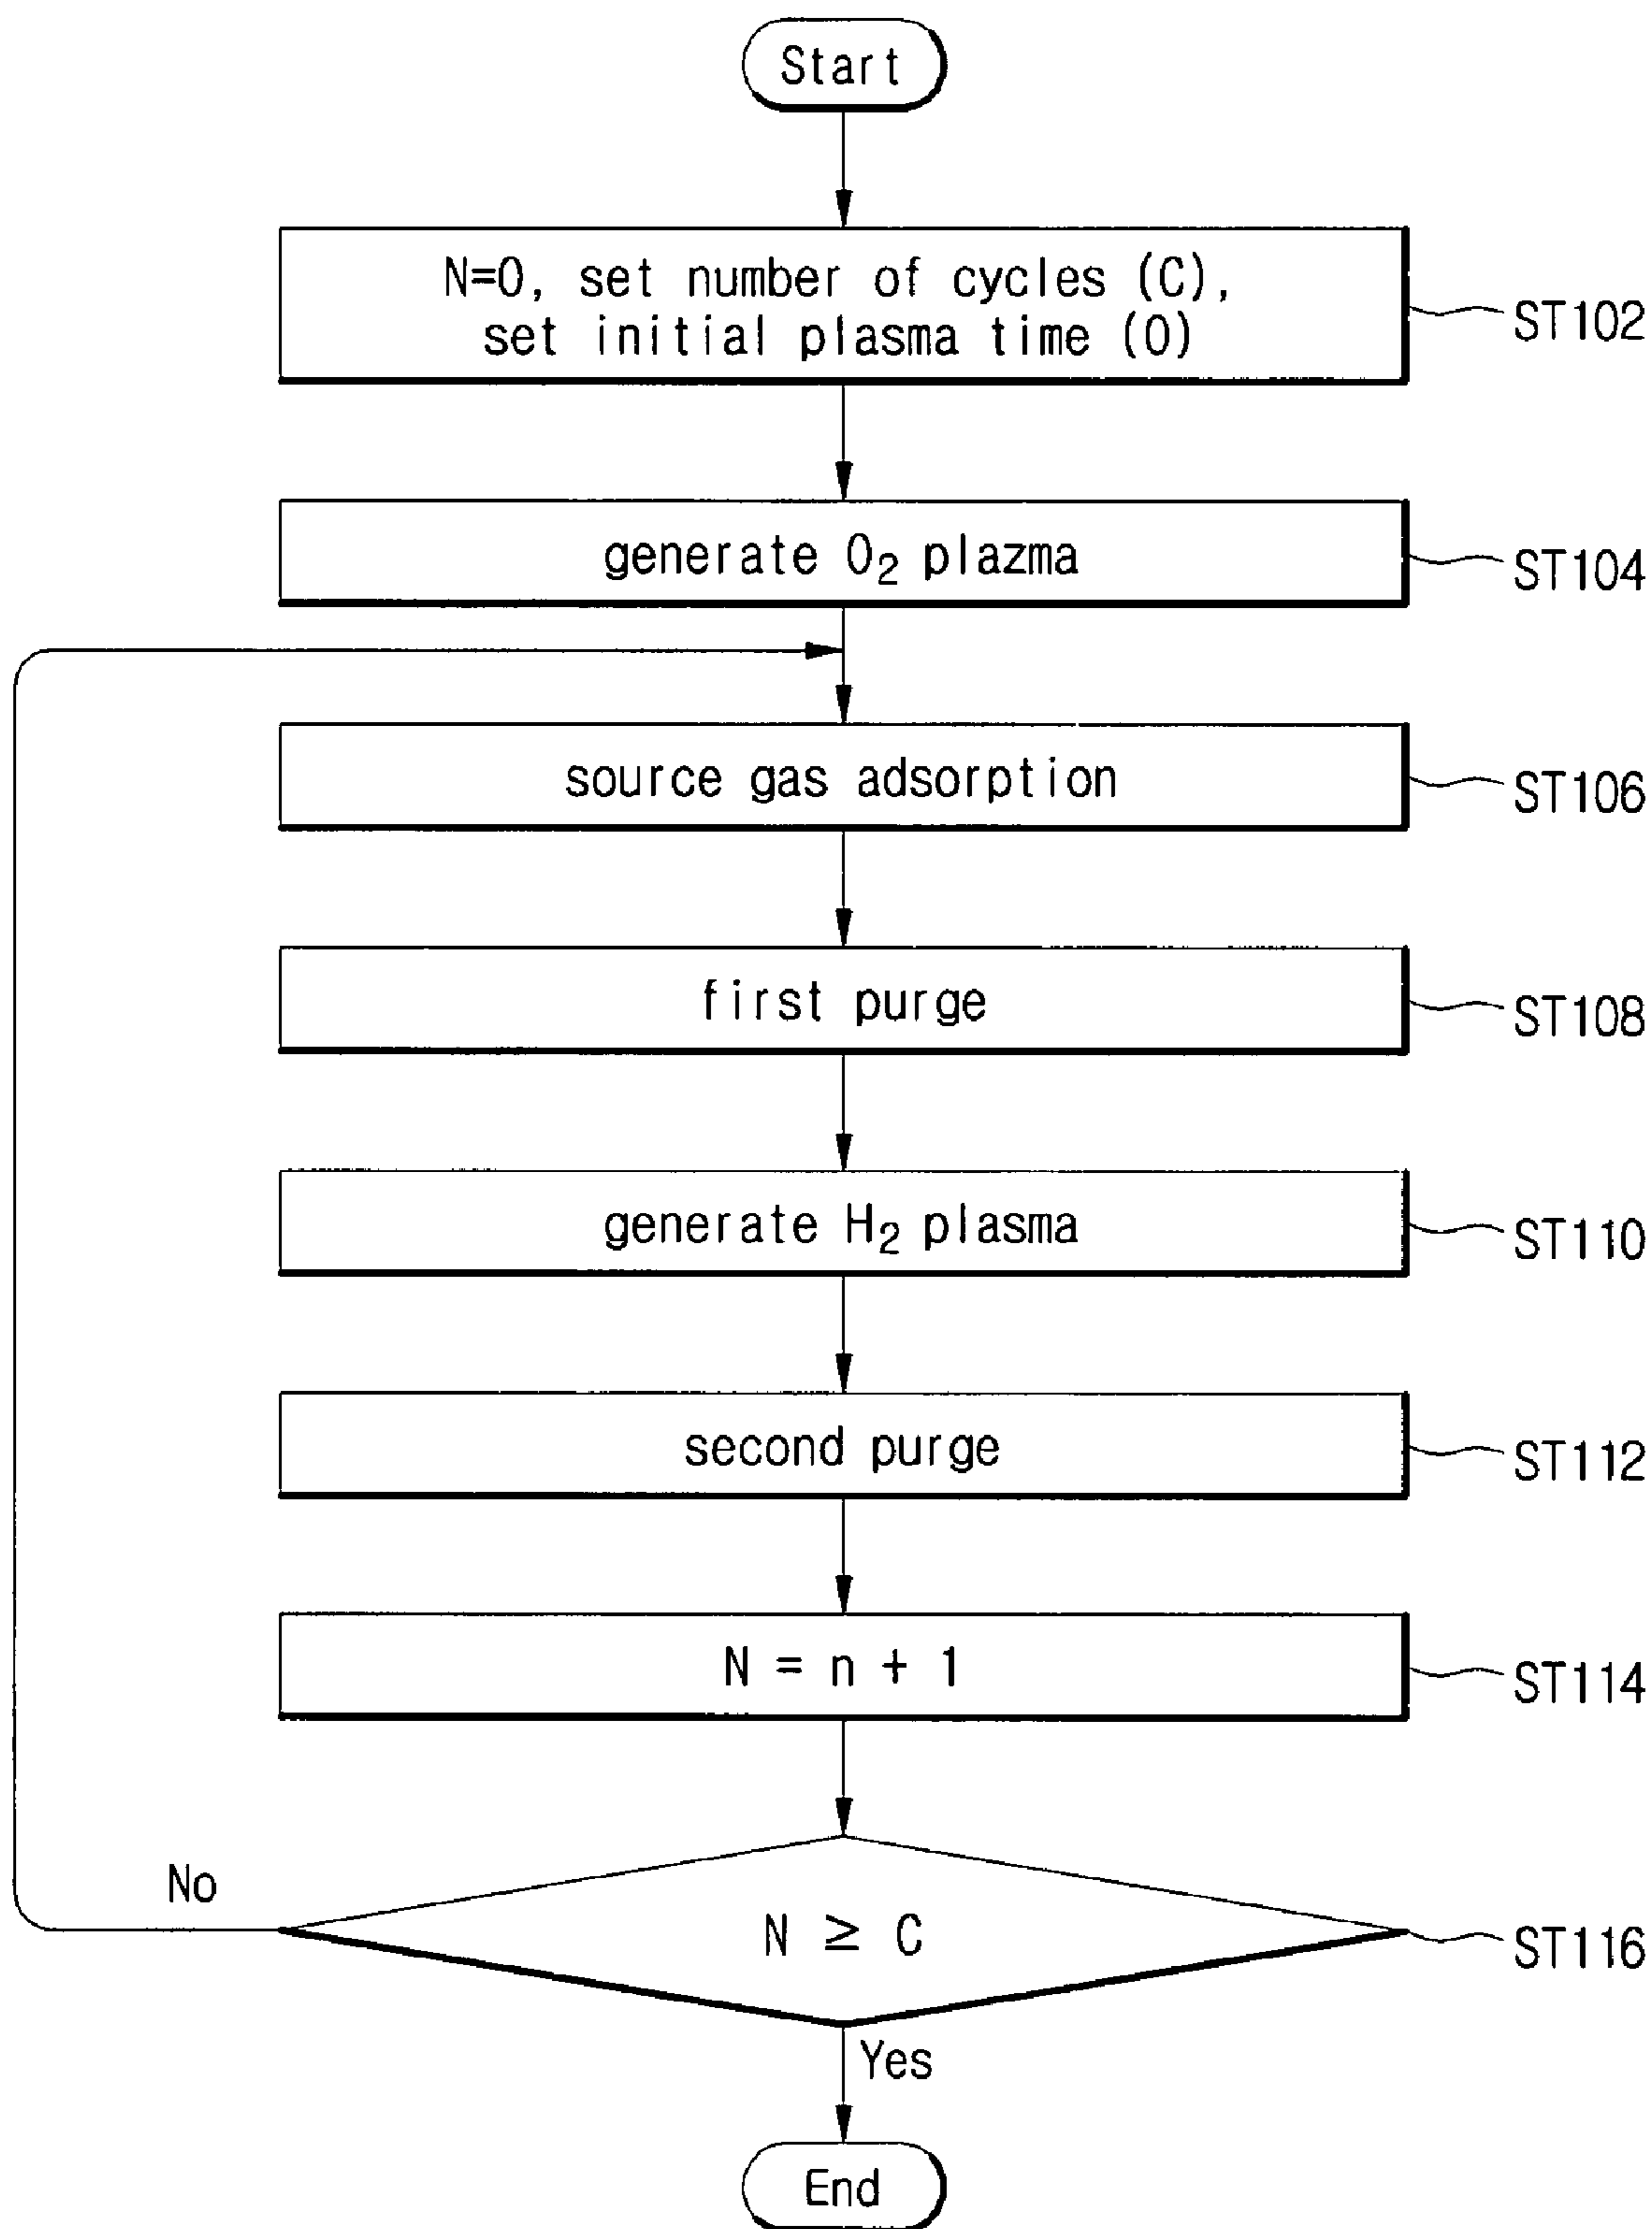 Start
N=0, set number of cycles (C),
set initial plasma time (O)
ST102
generate O₂ plazma
ST104
source gas adsorption
ST106
first purge
ST108
generate H₂ plasma
ST110
second purge
ST112
N = n + 1
ST114
No
N ≥ C
ST116
Yes
End